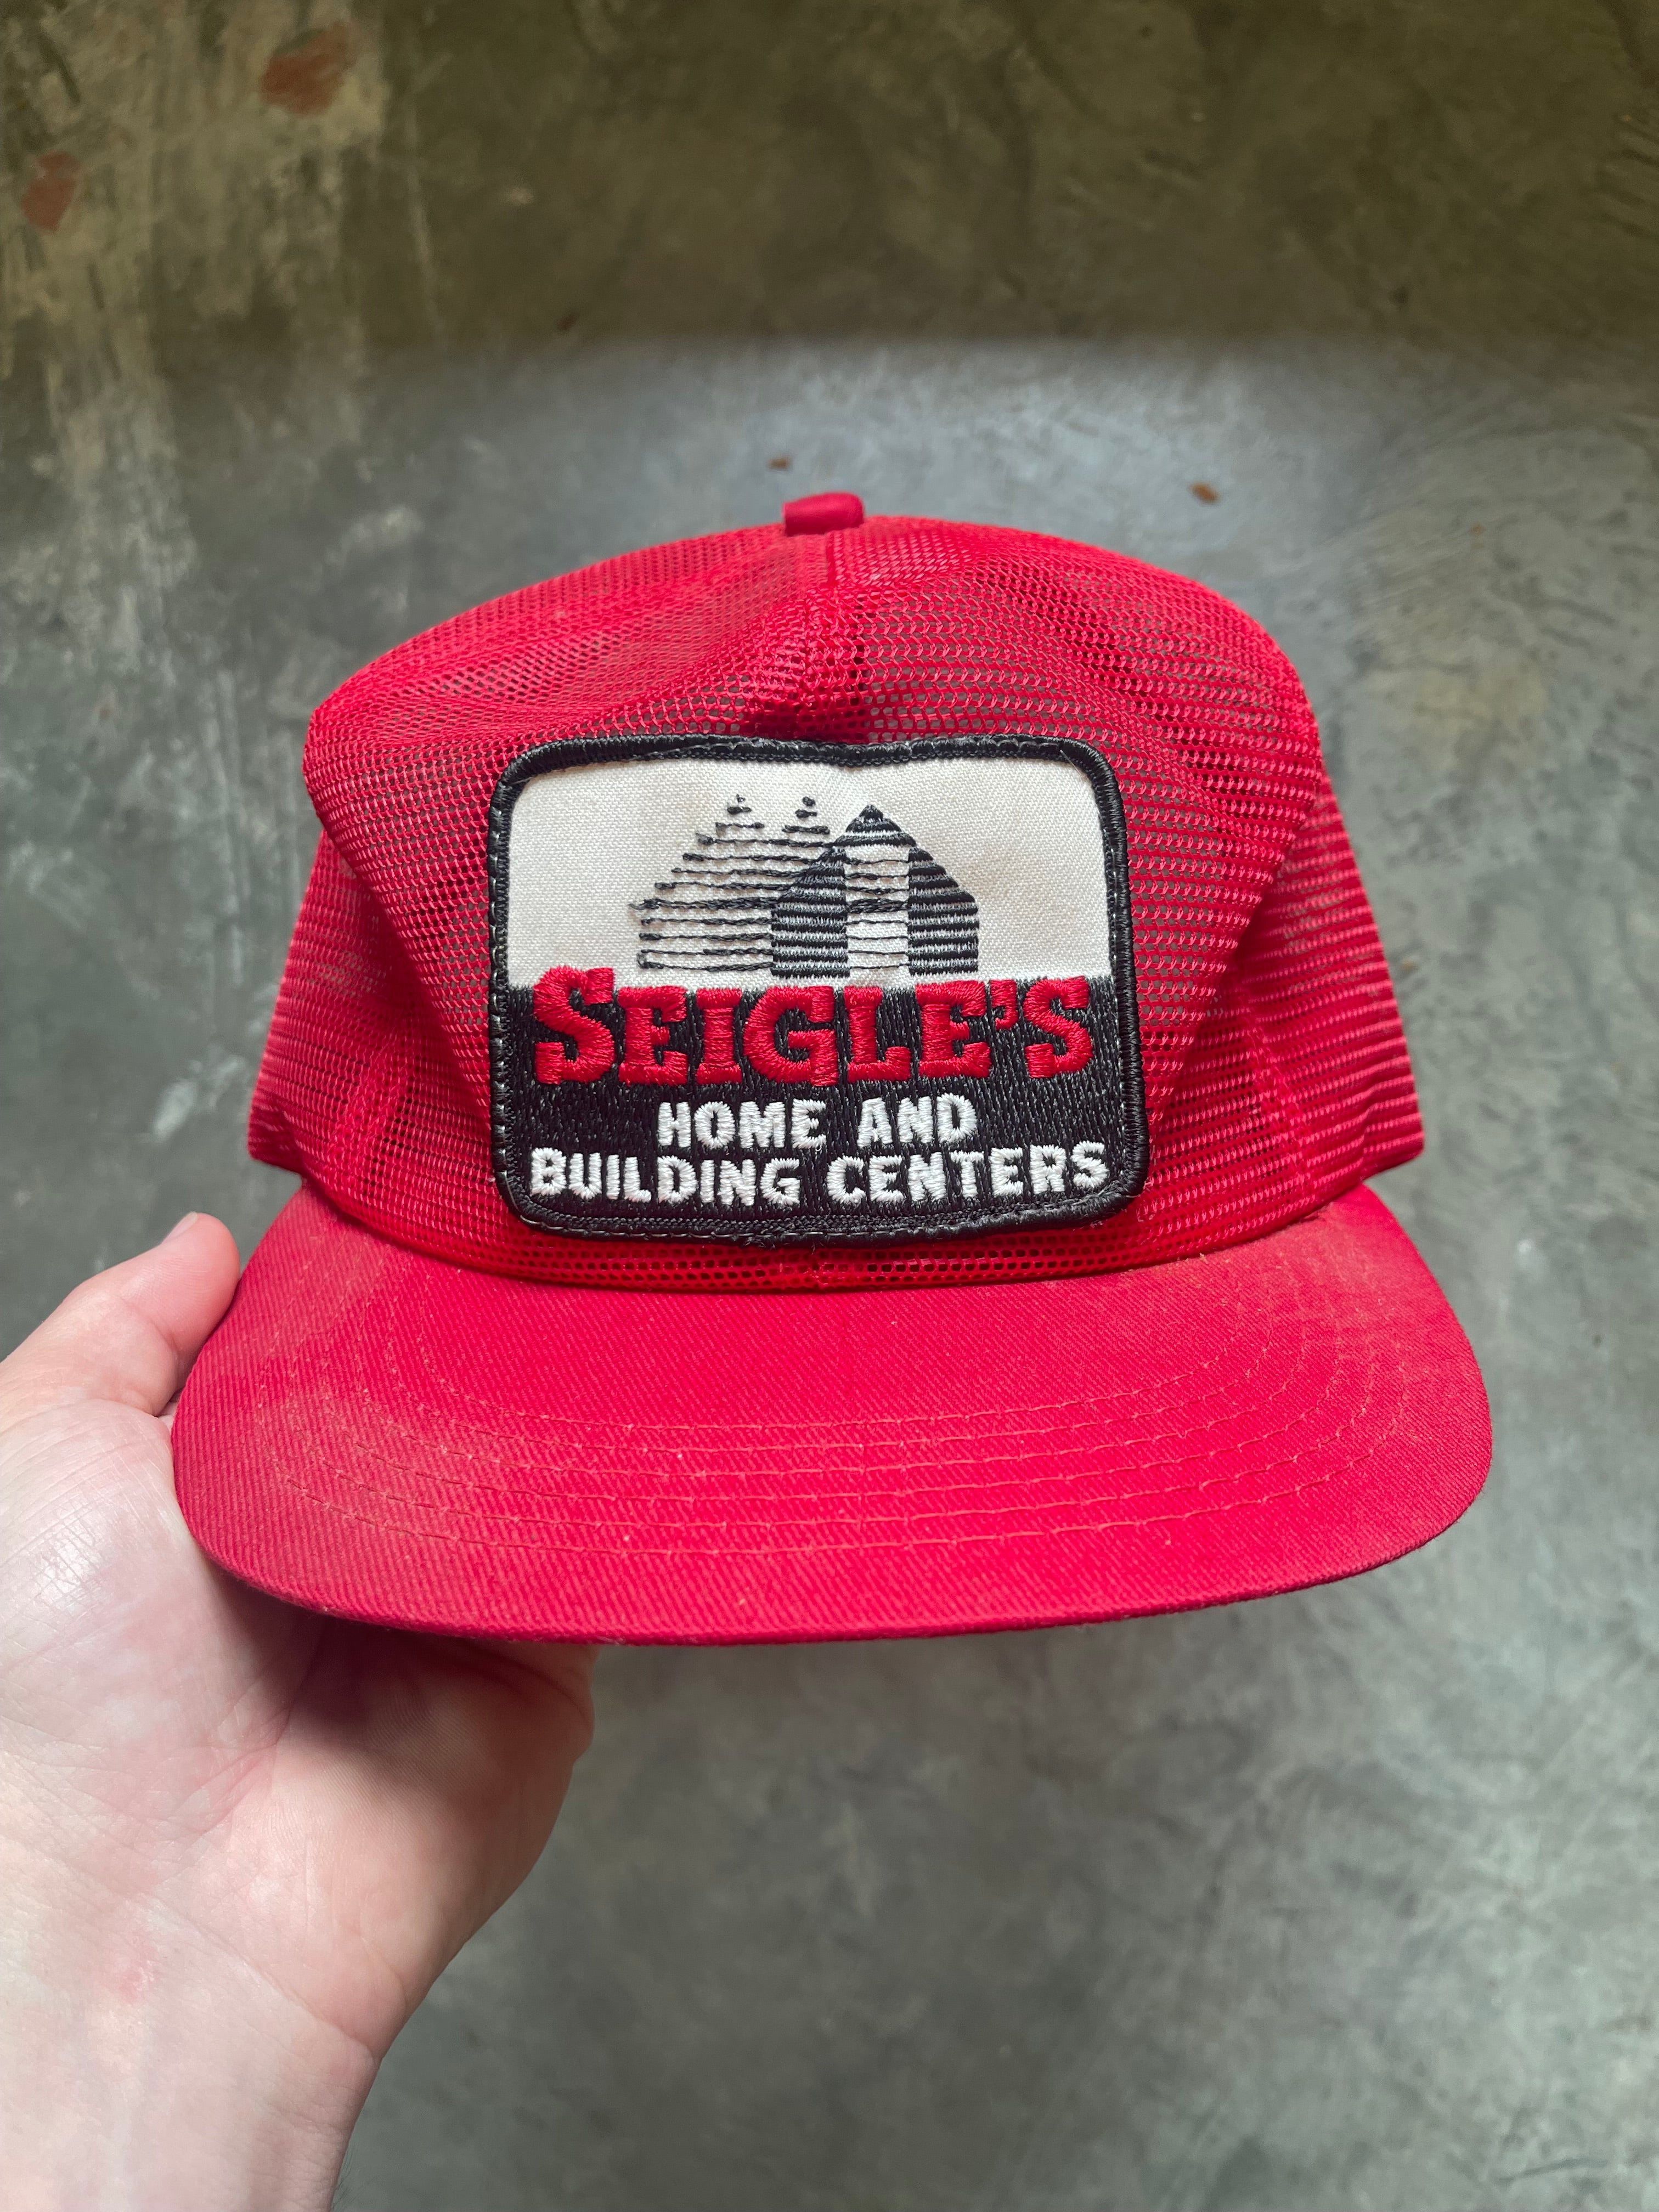 SEIGLE'S
HOME AND
BUILDING CENTERS